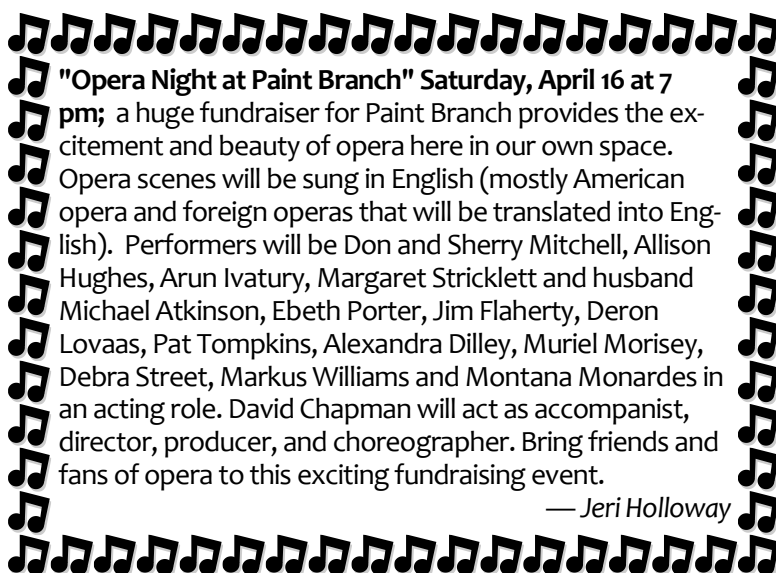 "Opera Night at Paint Branch" Saturday, April 16 at 7
pm;  a huge fundraiser for Paint Branch provides the ex-
citement and beauty of opera here in our own space.
Opera scenes will be sung in English (mostly American
opera and foreign operas that will be translated into Eng-
lish).  Performers will be Don and Sherry Mitchell, Allison
Hughes, Arun Ivatury, Margaret Stricklett and husband
Michael Atkinson, Ebeth Porter, Jim Flaherty, Deron
Lovaas, Pat Tompkins, Alexandra Dilley, Muriel Morisey,
Debra Street, Markus Williams and Montana Monardes in
an acting role. David Chapman will act as accompanist,
director, producer, and choreographer. Bring friends and
fans of opera to this exciting fundraising event.
— Jeri Holloway